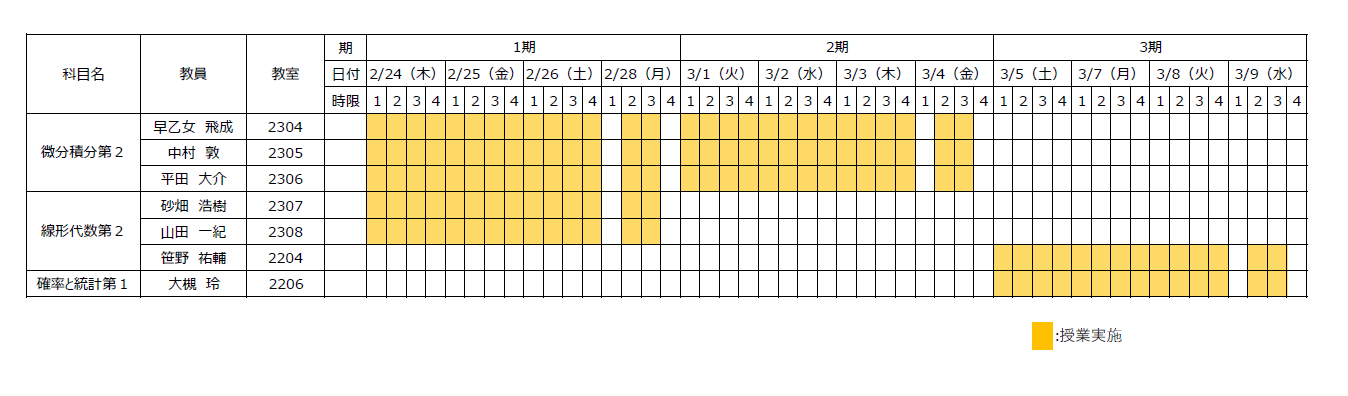 期 1期 2期 3期
科目名 教員 教室 日付 2/24（木） 2/25（金） 2/26（土） 2/28（月） 3/1（火） 3/2（水） 3/3（木） 3/4（金） 3/5（土） 3/7（月） 3/8（火） 3/9（水）
時限 1 2 3 4 1 2 3 4 1 2 3 4 1 2 3 4 1 2 3 4 1 2 3 4 1 2 3 4 1 2 3 4 1 2 3 4 1 2 3 4 1 2 3 4 1 2 3 4
微分積分第２ 早乙女 飛成 2304
中村 敦 2305
平田 大介 2306
線形代数第２ 砂畑 浩樹 2307
山田 一紀 2308
笹野 祐輔 2204
確率と統計第１ 大槻 玲 2206
:授業実施